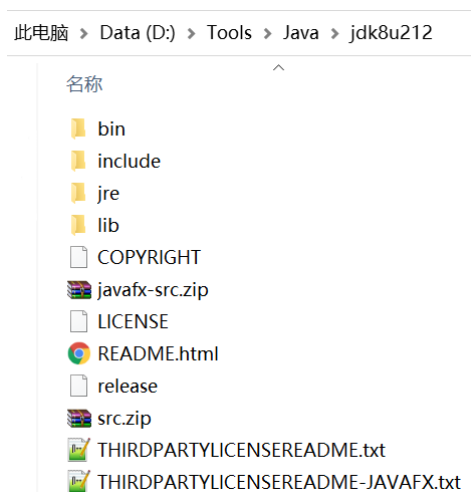 此电脑 > Data (D:) > Tools > Java > jdk8u212
名称
bin
include
jre
lib
COPYRIGHT
javafx-src.zip
LICENSE
README.html
release
src.zip
THIRDPARTYLICENSEREADME.txt
THIRDPARTYLICENSEREADME-JAVAFX.txt